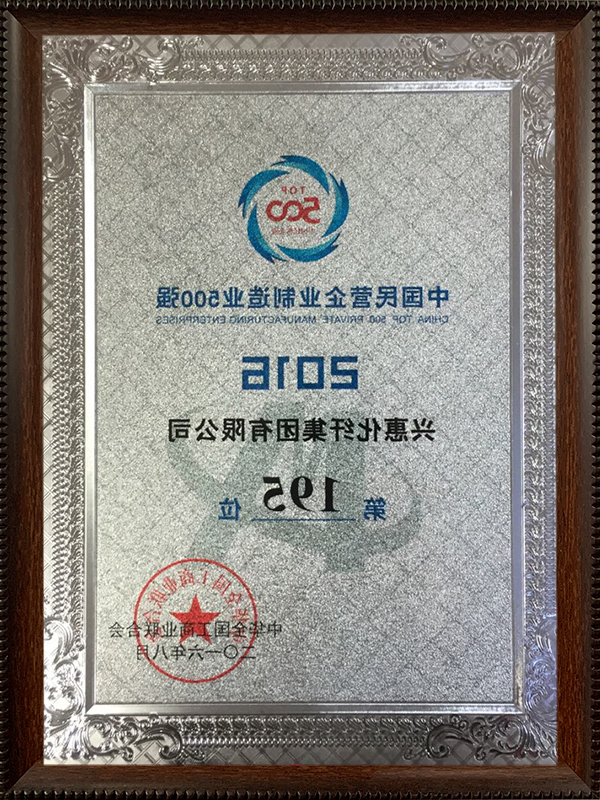 TOP
500
中国民营企业制造业500强
CHINA TOP 500 PRIVATE MANUFACTURING ENTERPRISES
2016
兴惠化纤集团有限公司
第 195 位
中华全国工商业联合会
二〇一六年八月